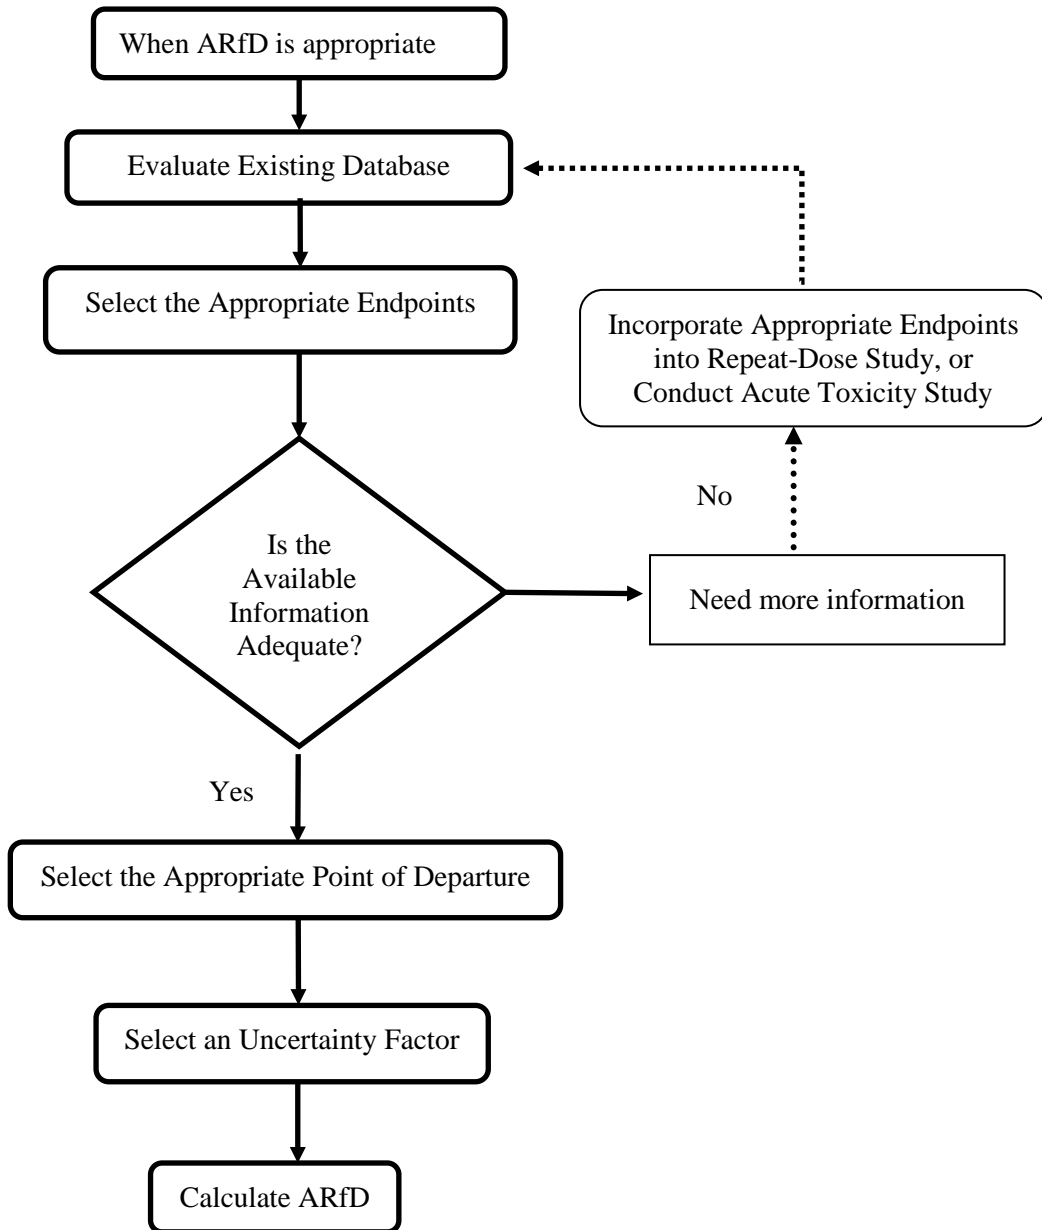 When ARfD is appropriate
Evaluate Existing Database
Select the Appropriate Endpoints
Incorporate Appropriate Endpoints
into Repeat-Dose Study, or
Conduct Acute Toxicity Study
No
Is the
Available
Information
Adequate?
Need more information
Yes
Select the Appropriate Point of Departure
Select an Uncertainty Factor
Calculate ARfD